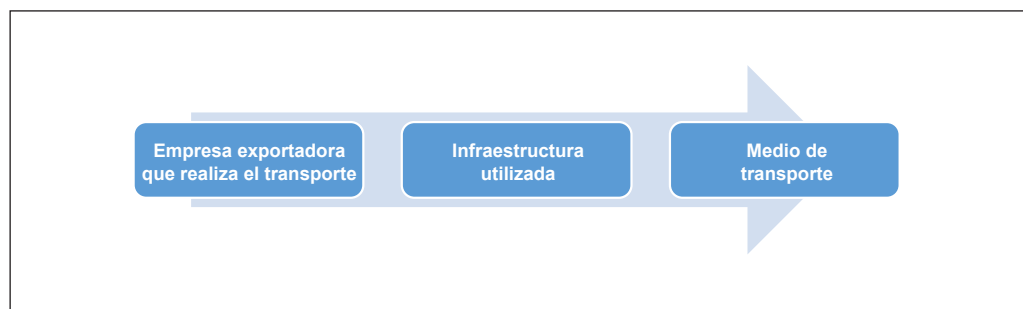 Empresa exportadora
que realiza el transporte
Infraestructura
utilizada
Medio de
transporte